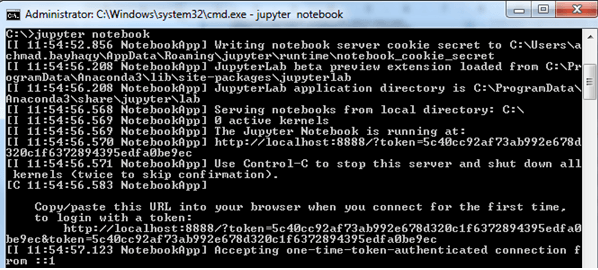 Administrator: C:\Windows\system32\cmd.exe - jupyter  notebook
C:\>jupyter notebook
[I 11:54:52.856 NotebookApp] Writing notebook server cookie secret to C:\Users\a
chmad.bayhaqy\AppData\Roaming\jupyter\runtime\notebook_cookie_secret
[I 11:54:56.208 NotebookApp] JupyterLab beta preview extension loaded from C:\Pr
ogramData\Anaconda3\lib\site-packages\jupyterlab
[I 11:54:56.208 NotebookApp] JupyterLab application directory is C:\ProgramData\
Anaconda3\share\jupyter\lab
[I 11:54:56.568 NotebookApp] Serving notebooks from local directory: C:\
[I 11:54:56.569 NotebookApp] 0 active kernels
[I 11:54:56.569 NotebookApp] The Jupyter Notebook is running at:
[I 11:54:56.570 NotebookApp] http://localhost:8888/?token=5c40cc92af73ab992e678d
320c1f6372894395edfa0be9ec
[I 11:54:56.571 NotebookApp] Use Control-C to stop this server and shut down all
 kernels (twice to skip confirmation).
[C 11:54:56.583 NotebookApp]
    Copy/paste this URL into your browser when you connect for the first time,
    to login with a token:
        http://localhost:8888/?token=5c40cc92af73ab992e678d320c1f6372894395edfa0
be9ec&token=5c40cc92af73ab992e678d320c1f6372894395edfa0be9ec
[I 11:54:57.123 NotebookApp] Accepting one-time-token-authenticated connection f
rom ::1